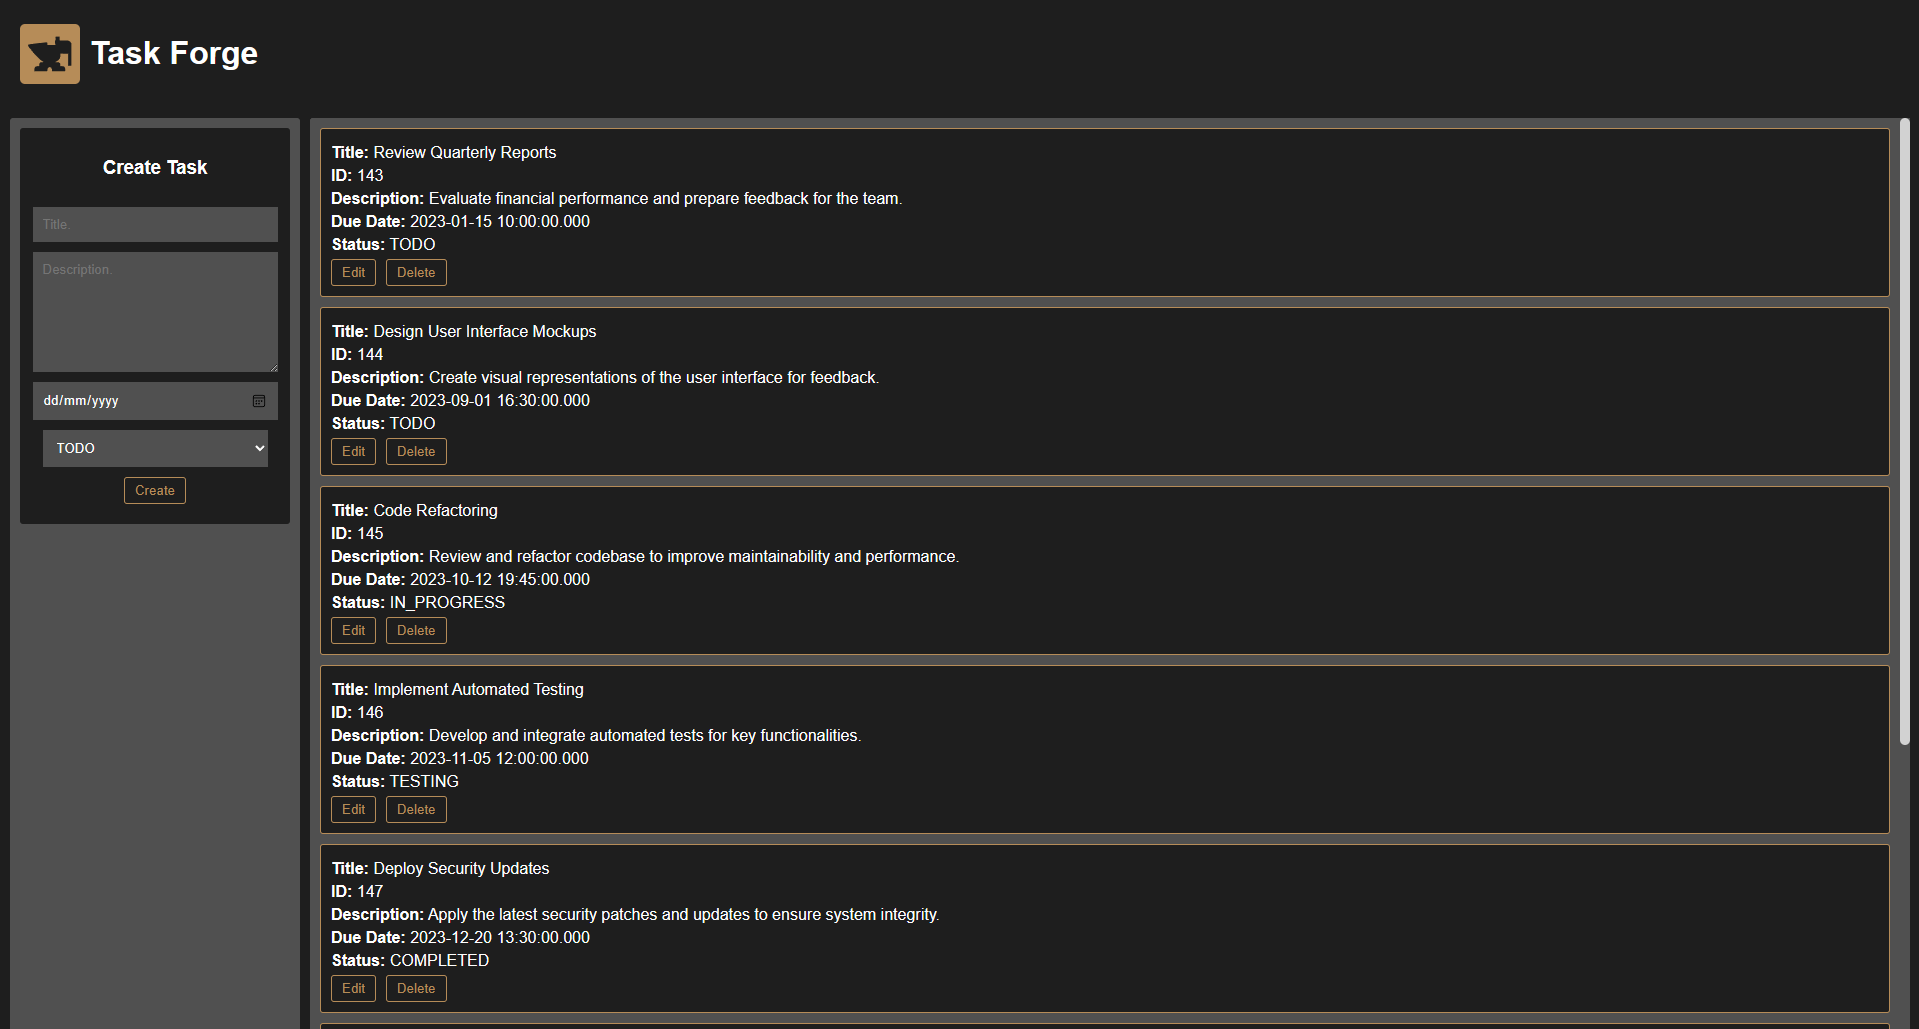 Task Forge
Create Task
Title.
Description.
dd/mm/yyyy
TODO
Create
Title: Review Quarterly Reports
ID: 143
Description: Evaluate financial performance and prepare feedback for the team.
Due Date: 2023-01-15 10:00:00.000
Status: TODO
Edit Delete
Title: Design User Interface Mockups
ID: 144
Description: Create visual representations of the user interface for feedback.
Due Date: 2023-09-01 16:30:00.000
Status: TODO
Edit Delete
Title: Code Refactoring
ID: 145
Description: Review and refactor codebase to improve maintainability and performance.
Due Date: 2023-10-12 19:45:00.000
Status: IN_PROGRESS
Edit Delete
Title: Implement Automated Testing
ID: 146
Description: Develop and integrate automated tests for key functionalities.
Due Date: 2023-11-05 12:00:00.000
Status: TESTING
Edit Delete
Title: Deploy Security Updates
ID: 147
Description: Apply the latest security patches and updates to ensure system integrity.
Due Date: 2023-12-20 13:30:00.000
Status: COMPLETED
Edit Delete